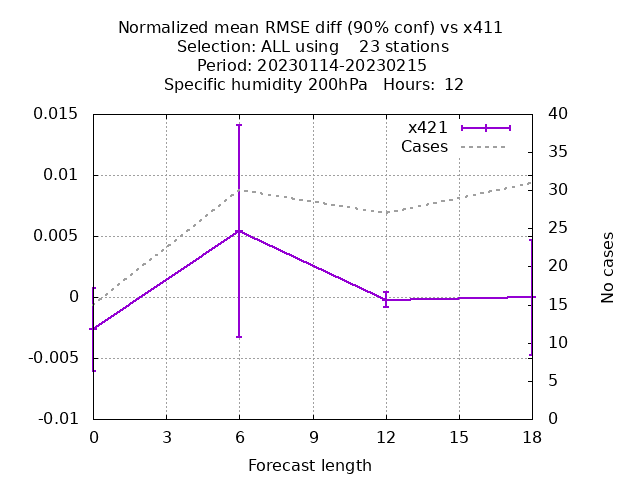 Normalized mean RMSE diff (90% conf) vs x411
Selection: ALL using    23 stations
Period: 20230114-20230215
Specific humidity 200hPa   Hours:  12
0.015
0.01
0.005
0
-0.005
-0.01
40
35
30
25
20
15
10
5
0
x421
Cases
No cases
0 3 6 9 12 15 18
Forecast length